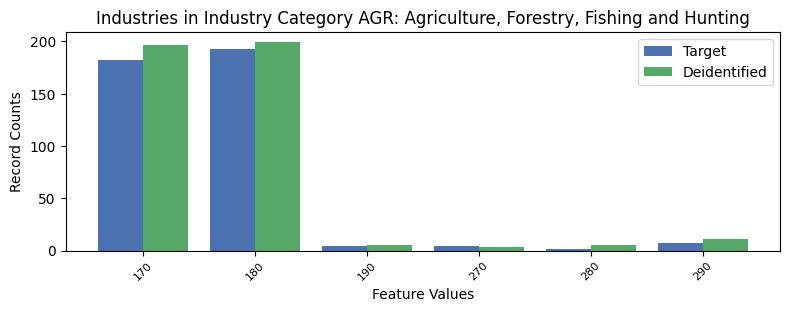 Industries in Industry Category AGR: Agriculture, Forestry, Fishing and Hunting
Target
Deidentified
Record Counts
200
150
100
50
0
170 180 190 270 280 290
Feature Values